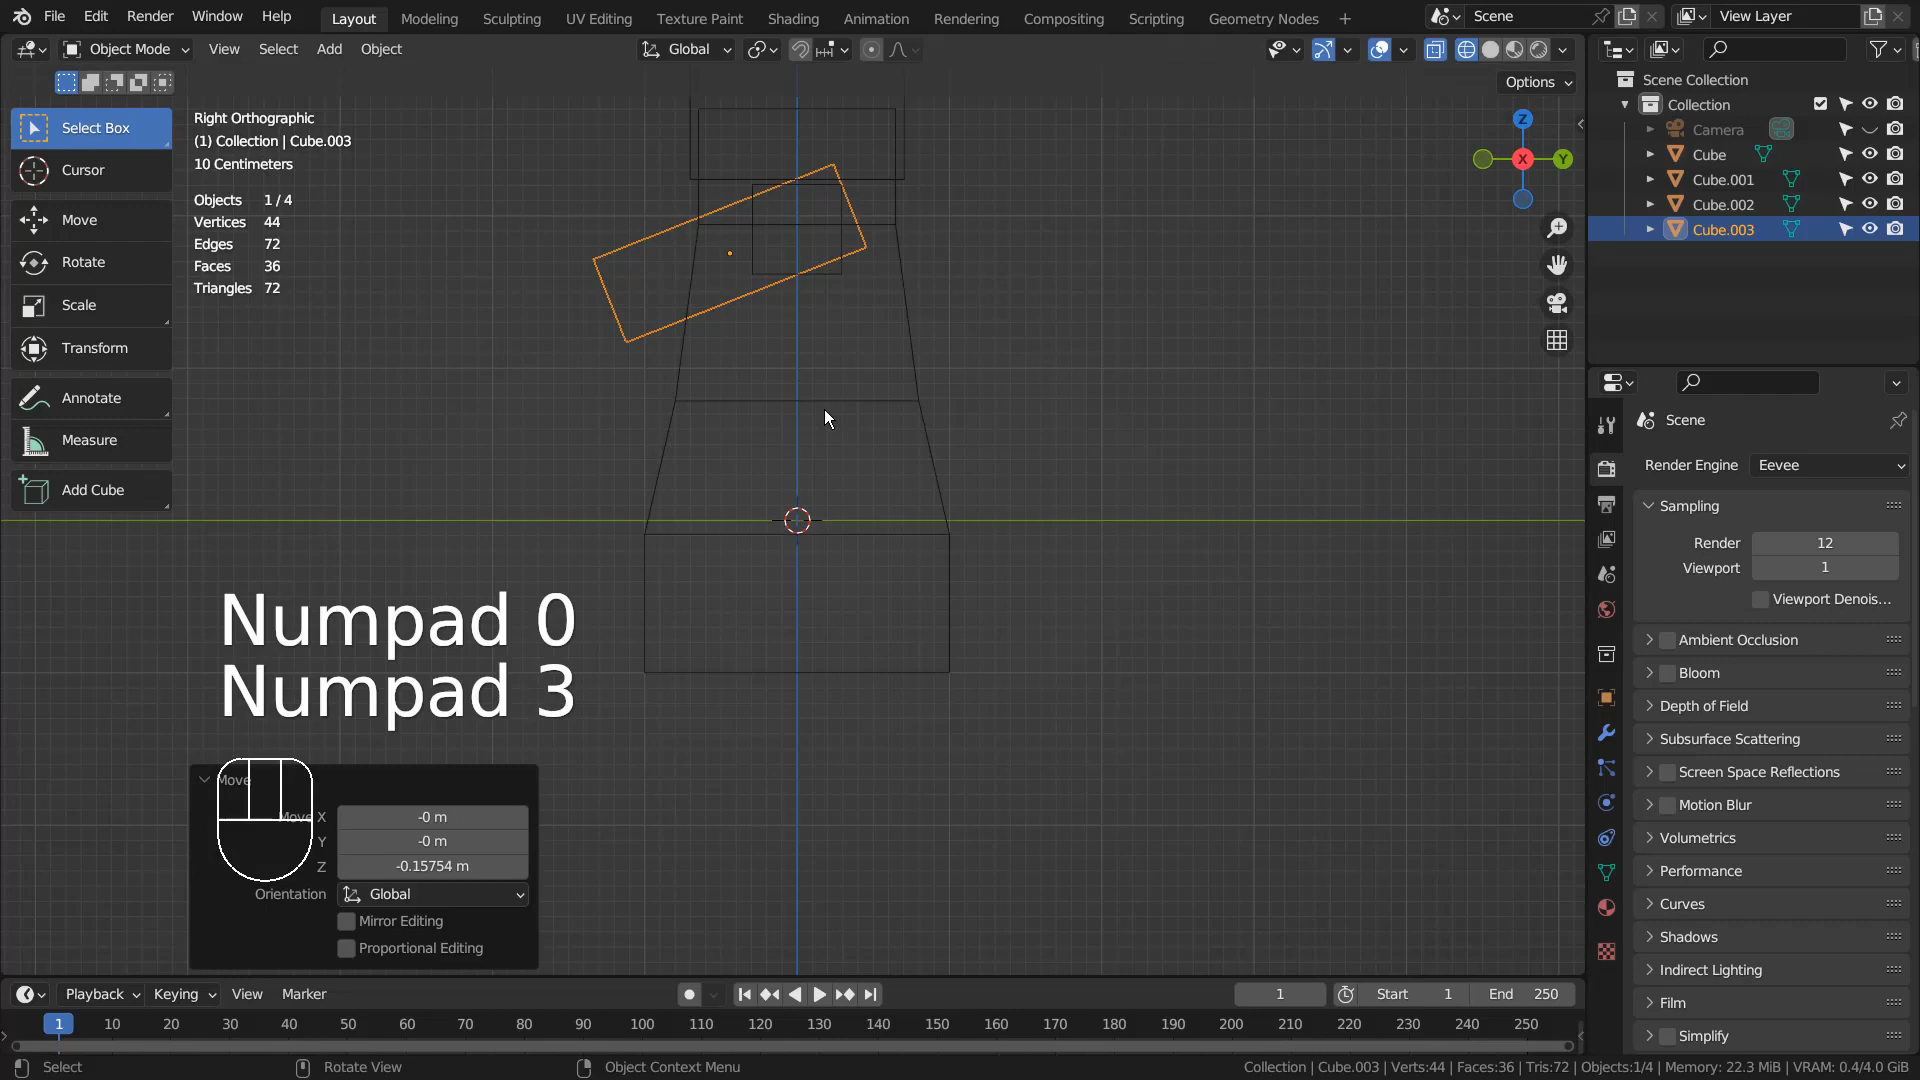 File Edit Render Window Help
Layout Modeling Sculpting UV Editing Texture Paint Shading Animation Rendering Compositing Scripting Geometry Nodes +
Scene
View Layer
Object Mode View Select Add Object
Global
Options
Select Box
Cursor
Move
Rotate
Scale
Transform
Annotate
Measure
Add Cube
Right Orthographic
(1) Collection | Cube.003
10 Centimeters
Objects 1 / 4
Vertices 44
Edges 72
Faces 36
Triangles 72
Z
Y
X
Numpad 0
Numpad 3
Move
Move X -0 m
Y -0 m
Z -0.15754 m
Orientation Global
Mirror Editing
Proportional Editing
Scene Collection
Collection
Camera
Cube
Cube.001
Cube.002
Cube.003
Scene
Render Engine Eevee
Sampling
Render 12
Viewport 1
Viewport Denois...
Ambient Occlusion
Bloom
Depth of Field
Subsurface Scattering
Screen Space Reflections
Motion Blur
Volumetrics
Performance
Curves
Shadows
Indirect Lighting
Film
Simplify
Playback Keying View Marker
1
Start 1
End 250
1 10 20 30 40 50 60 70 80 90 100 110 120 130 140 150 160 170 180 190 200 210 220 230 240 250
Select
Rotate View
Object Context Menu
Collection | Cube.003 | Verts:44 | Faces:36 | Tris:72 | Objects:1/4 | Memory: 22.3 MiB | VRAM: 0.4/4.0 GiB